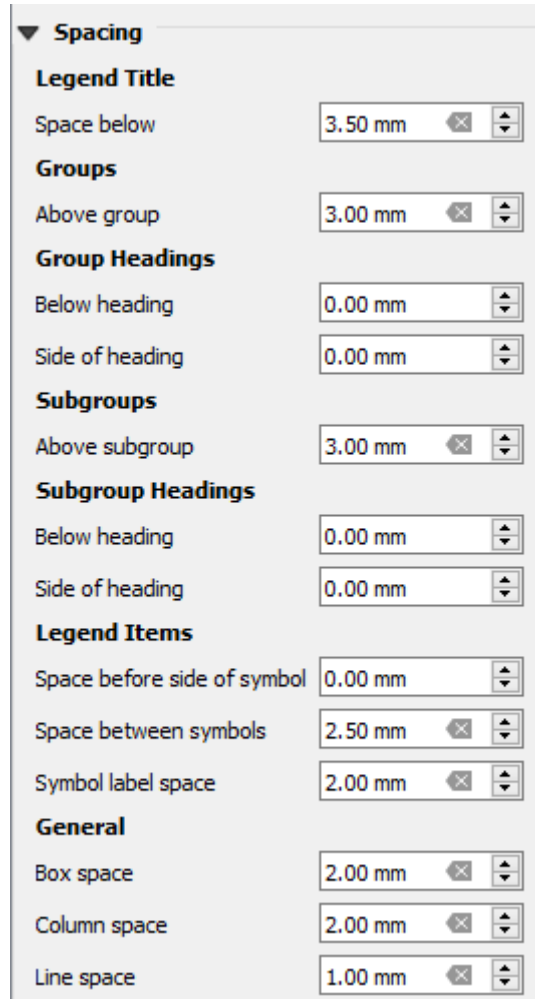 Spacing
Legend Title
Space below 3.50 mm
Groups
Above group 3.00 mm
Group Headings
Below heading 0.00 mm
Side of heading 0.00 mm
Subgroups
Above subgroup 3.00 mm
Subgroup Headings
Below heading 0.00 mm
Side of heading 0.00 mm
Legend Items
Space before side of symbol 0.00 mm
Space between symbols 2.50 mm
Symbol label space 2.00 mm
General
Box space 2.00 mm
Column space 2.00 mm
Line space 1.00 mm